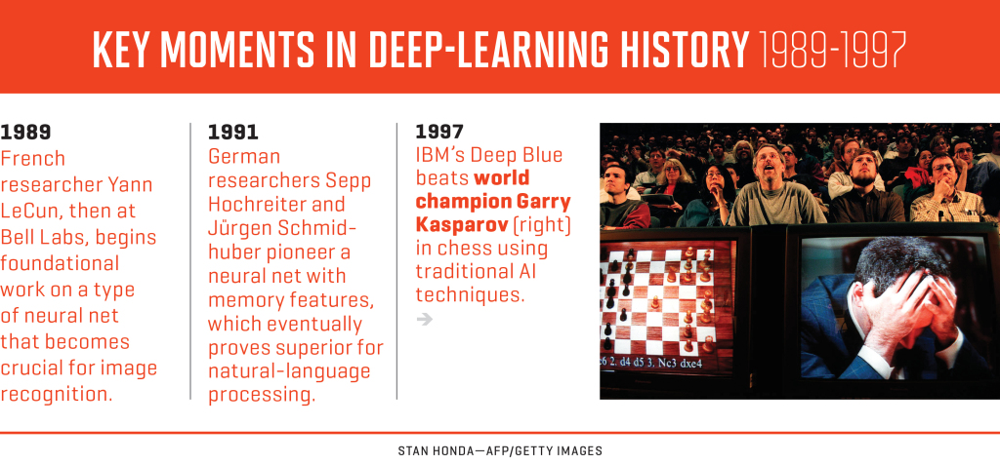 KEY MOMENTS IN DEEP-LEARNING HISTORY 1989-1997
1989
French
researcher Yann
LeCun, then at
Bell Labs, begins
foundational
work on a type
of neural net
that becomes
crucial for image
recognition.
1991
German
researchers Sepp
Hochreiter and
Jürgen Schmid-
huber pioneer a
neural net with
memory features,
which eventually
proves superior for
natural-language
processing.
1997
IBM's Deep Blue
beats world
champion Garry
Kasparov (right)
in chess using
traditional AI
techniques.
e6 2. d4 d5 3. Nc3 dxe4
STAN HONDA—AFP/GETTY IMAGES